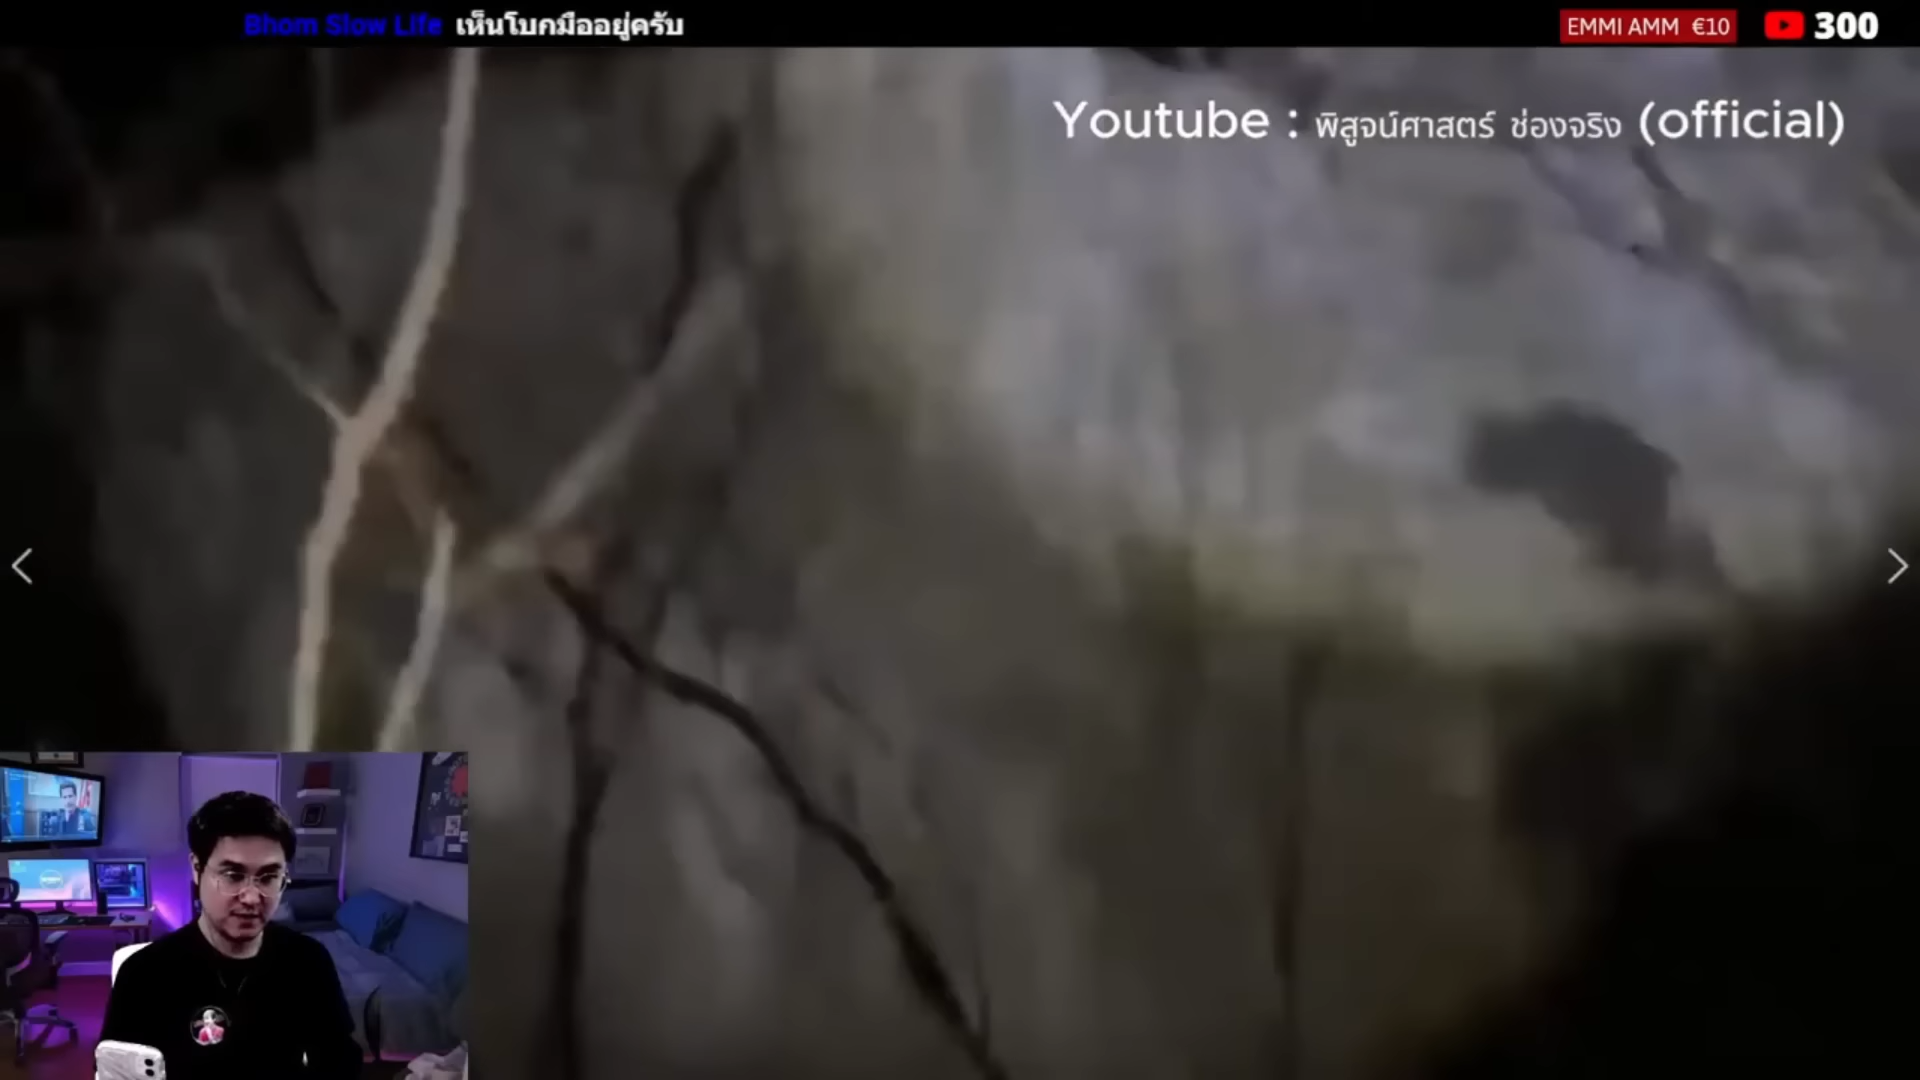 Bhom Slow Life เห็นโบกมืออยู่ครับ
EMMI AMM €10
300
Youtube : พิสูจน์ศาสตร์ ช่องจริง (official)